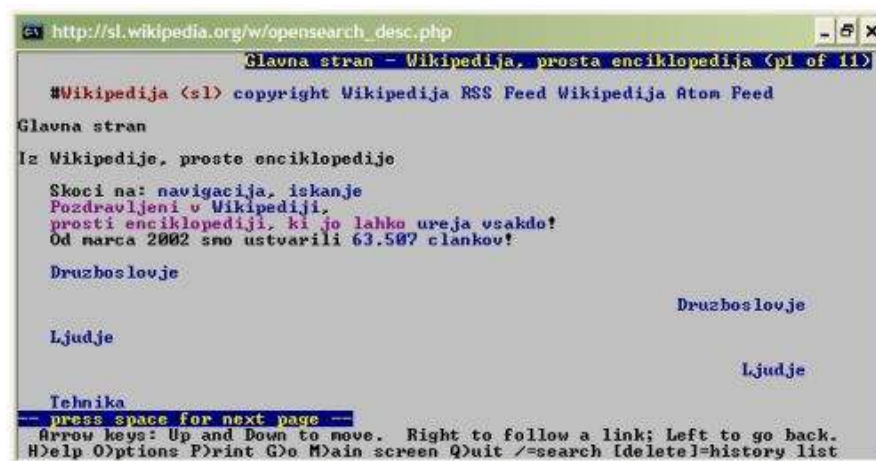 http://sl.wikipedia.org/w/opensearch_desc.php
Glavna stran - Wikipedija, prosta enciklopedija (p1 of 11)
#Wikipedija (sl) copyright Wikipedija RSS Feed Wikipedija Atom Feed
Glavna stran
Iz Wikipedije, proste enciklopedije
Skoci na: navigacija, iskanje
Pozdravljeni v Wikipediji,
prosti enciklopediji, ki jo lahko ureja vsakdo!
Od marca 2002 smo ustvarili 63.507 clankov!
Druzboslovje
Druzboslovje
Ljudje
Ljudje
Tehnika
-- press space for next page --
Arrow keys: Up and Down to move. Right to follow a link; Left to go back.
H)elp O)ptions P)rint G)o M)ain screen Q)uit /=search [delete]=history list